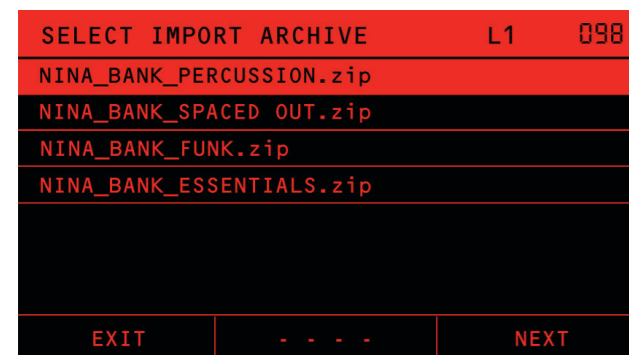 SELECT IMPORT ARCHIVE L1 098
NINA_BANK_PERCUSSION.zip
NINA_BANK_SPACED OUT.zip
NINA_BANK_FUNK.zip
NINA_BANK_ESSENTIALS.zip
EXIT - - - - NEXT